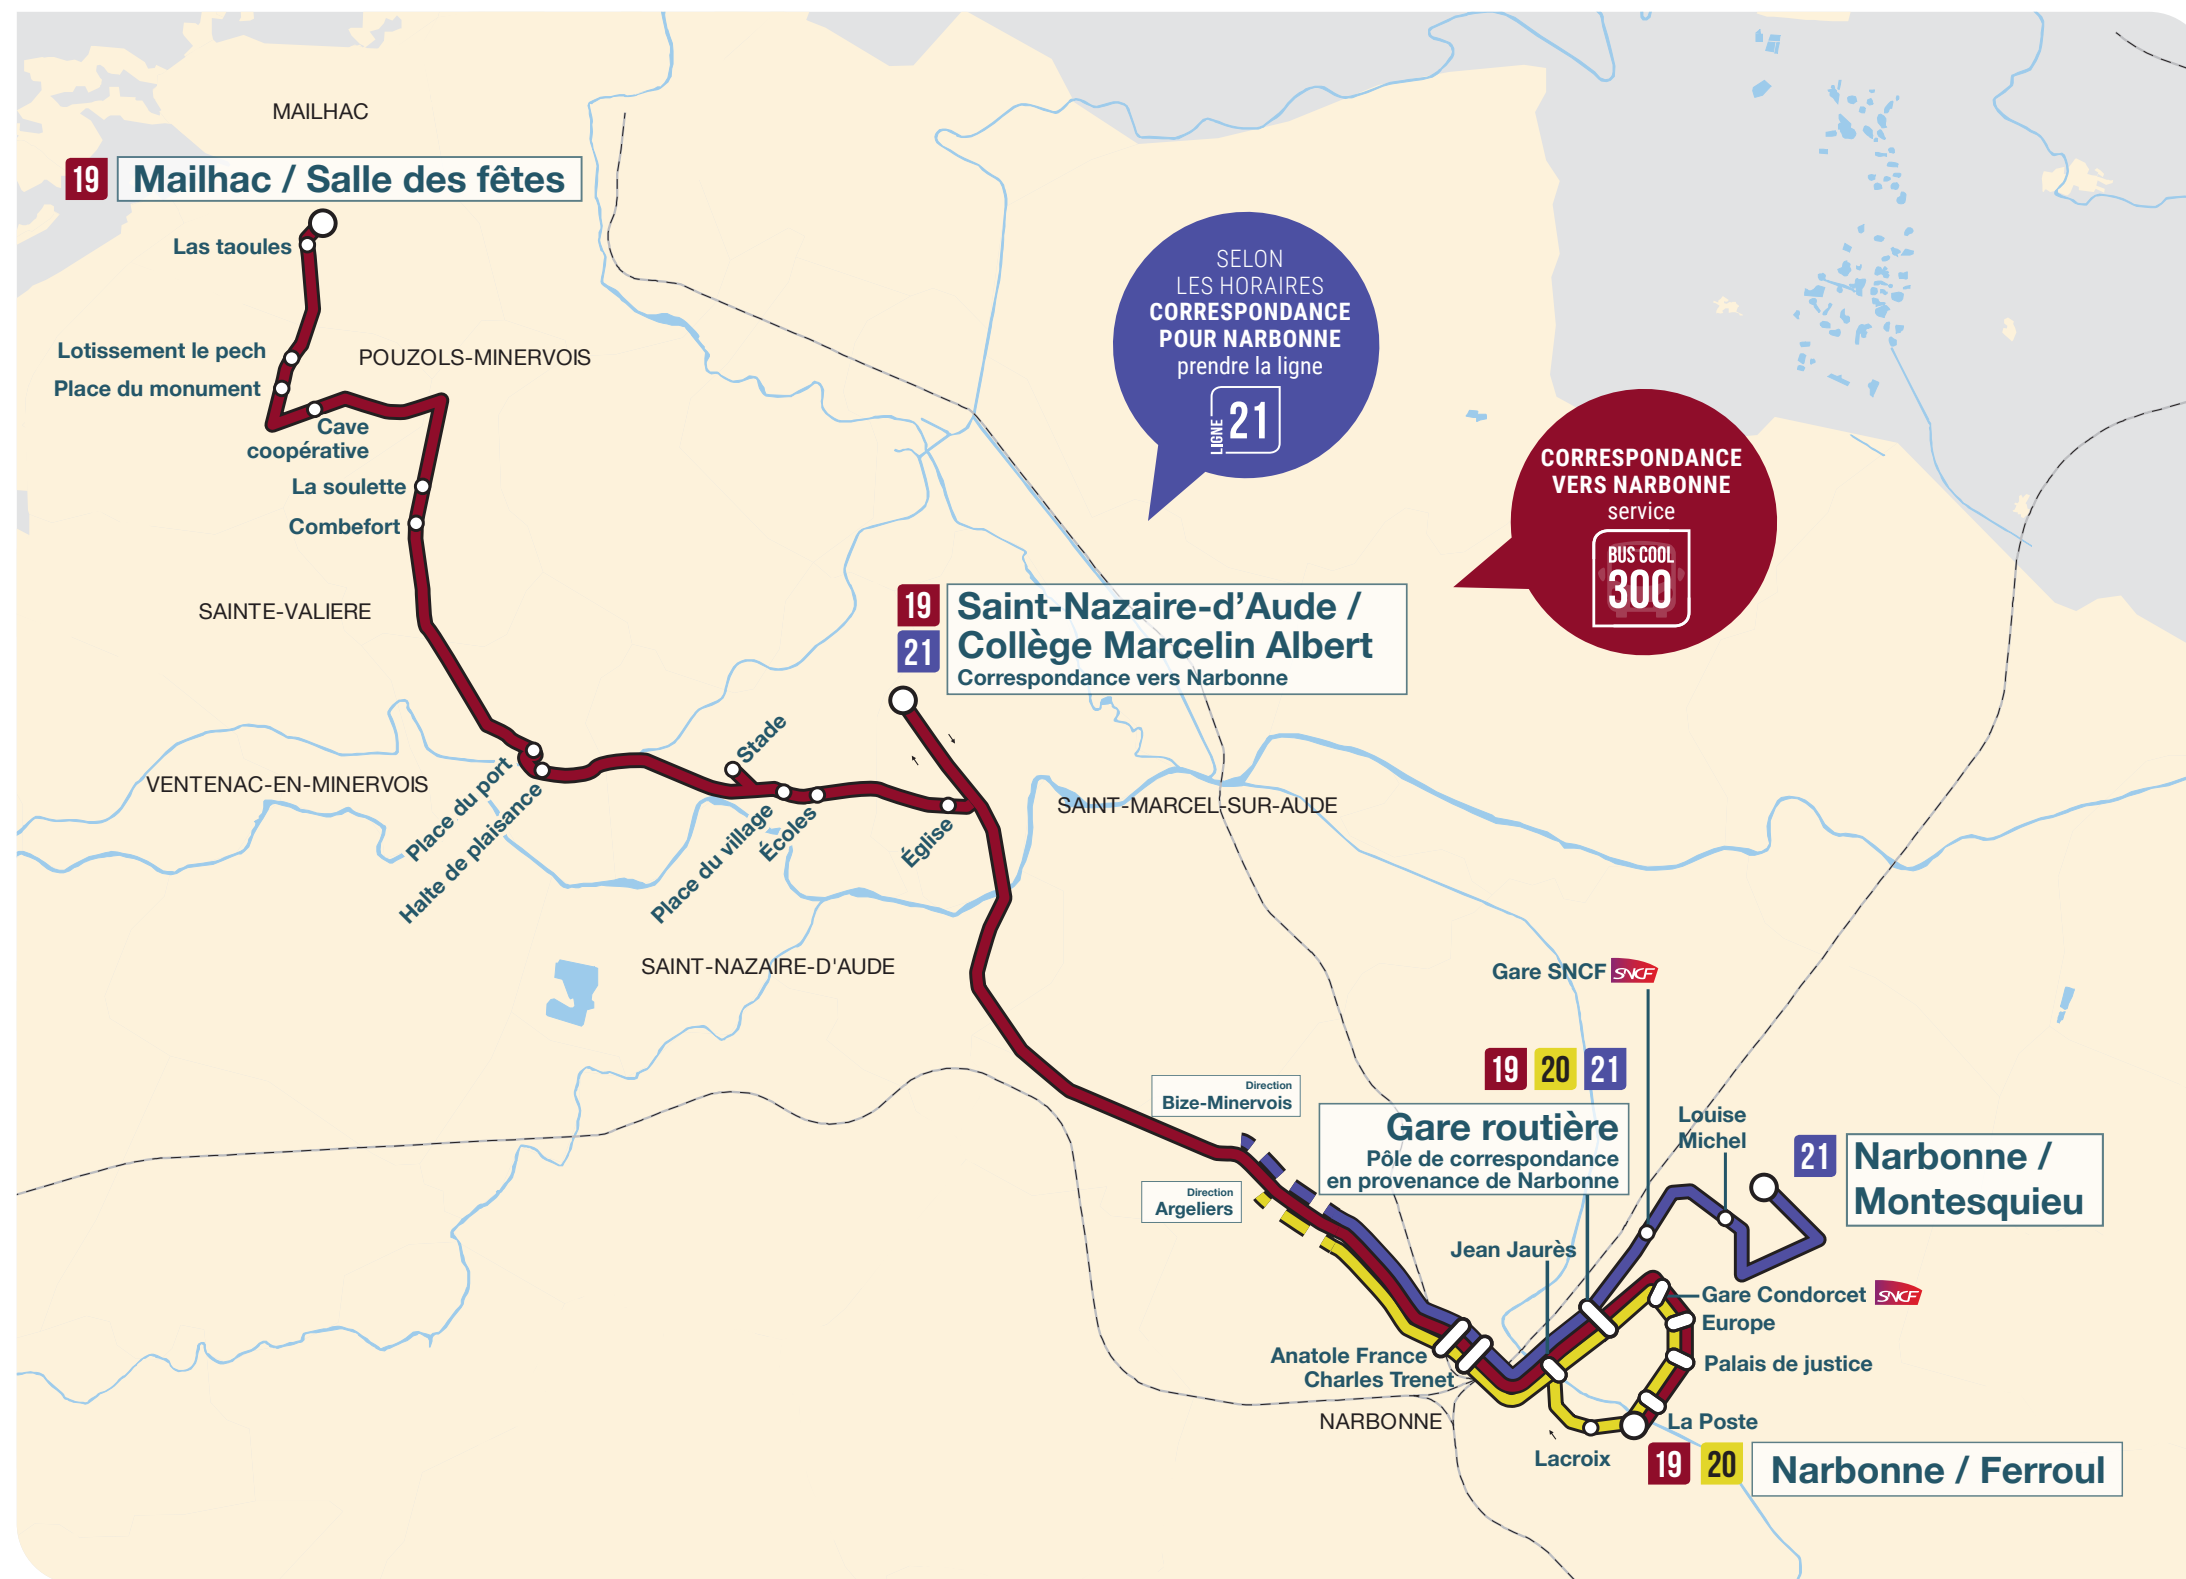 MAILHAC
19
Mailhac / Salle des fêtes
Las taoules
Lotissement le pech
POUZOLS-MINERVOIS
Place du monument
Cave
coopérative
La soulette
Combefort
SAINTE-VALIERE
SELON
LES HORAIRES
CORRESPONDANCE
POUR NARBONNE
prendre la ligne
LIGNE 21
CORRESPONDANCE
VERS NARBONNE
service
BUS COOL
300
19
21
Saint-Nazaire-d'Aude /
Collège Marcelin Albert
Correspondance vers Narbonne
VENTENAC-EN-MINERVOIS
Place du port
Halte de plaisance
Stade
Place du village
Écoles
Église
SAINT-MARCEL-SUR-AUDE
SAINT-NAZAIRE-D'AUDE
Gare SNCF SNCF
19 20 21
Gare routière
Pôle de correspondance
en provenance de Narbonne
Direction
Bize-Minervois
Direction
Argeliers
Louise
Michel
21
Narbonne /
Montesquieu
Jean Jaurès
Gare Condorcet SNCF
Europe
Palais de justice
Anatole France
Charles Trenet
NARBONNE
La Poste
Lacroix
19 20
Narbonne / Ferroul